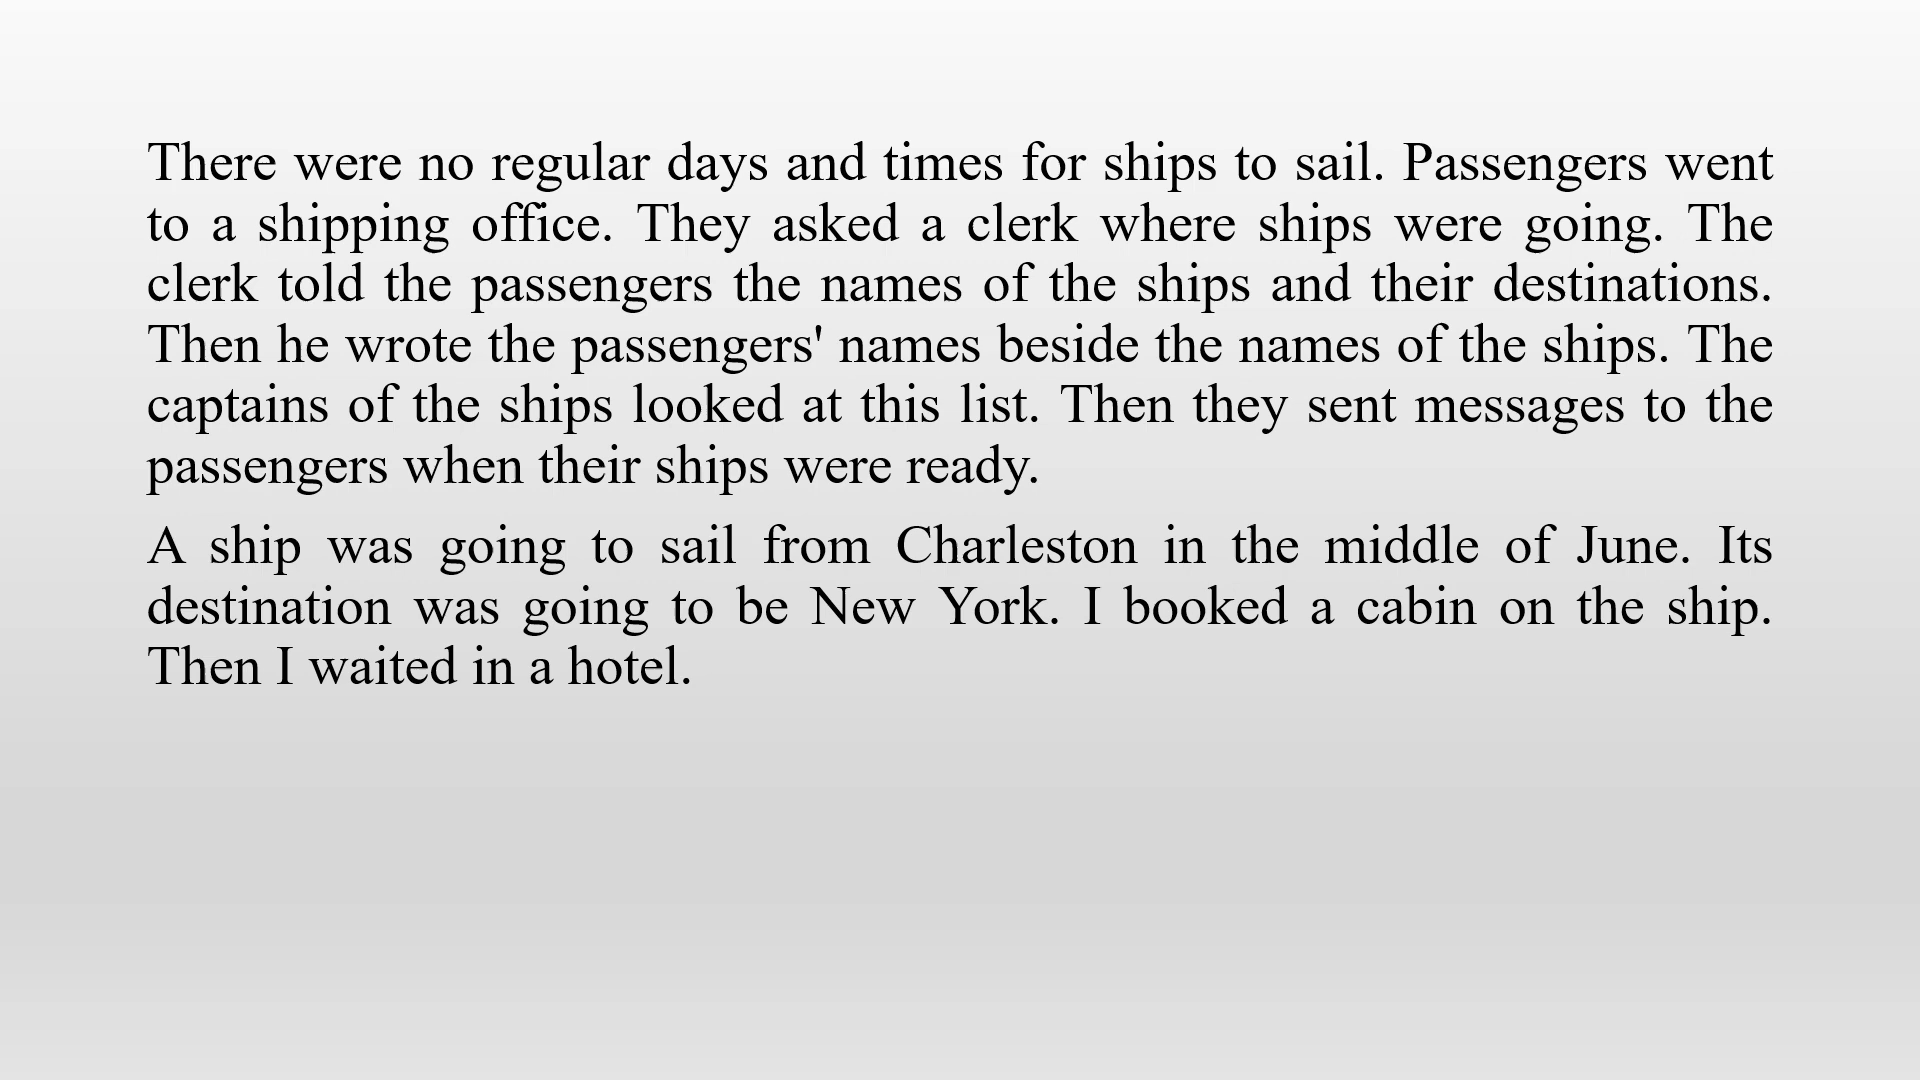 There were no regular days and times for ships to sail. Passengers went
to a shipping office. They asked a clerk where ships were going. The
clerk told the passengers the names of the ships and their destinations.
Then he wrote the passengers' names beside the names of the ships. The
captains of the ships looked at this list. Then they sent messages to the
passengers when their ships were ready.
A ship was going to sail from Charleston in the middle of June. Its
destination was going to be New York. I booked a cabin on the ship.
Then I waited in a hotel.